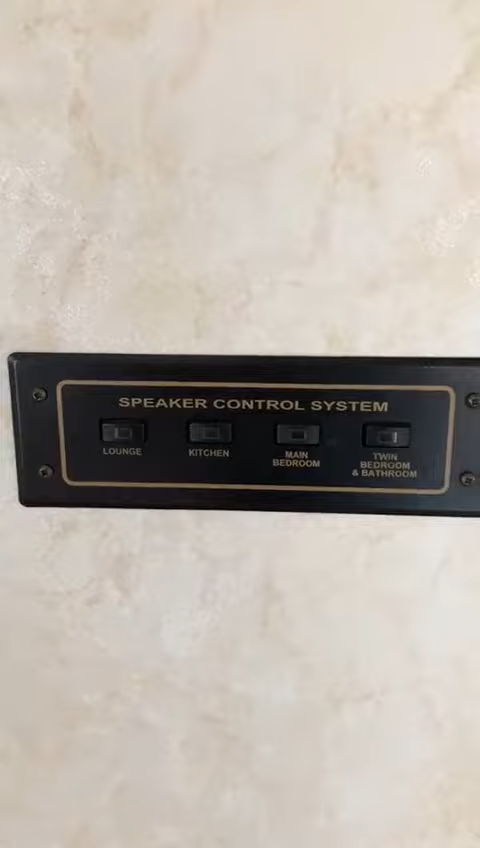 SPEAKER CONTROL SYSTEM
LOUNGE
KITCHEN
MAIN
BEDROOM
TWIN
BEDROOM
& BATHROOM